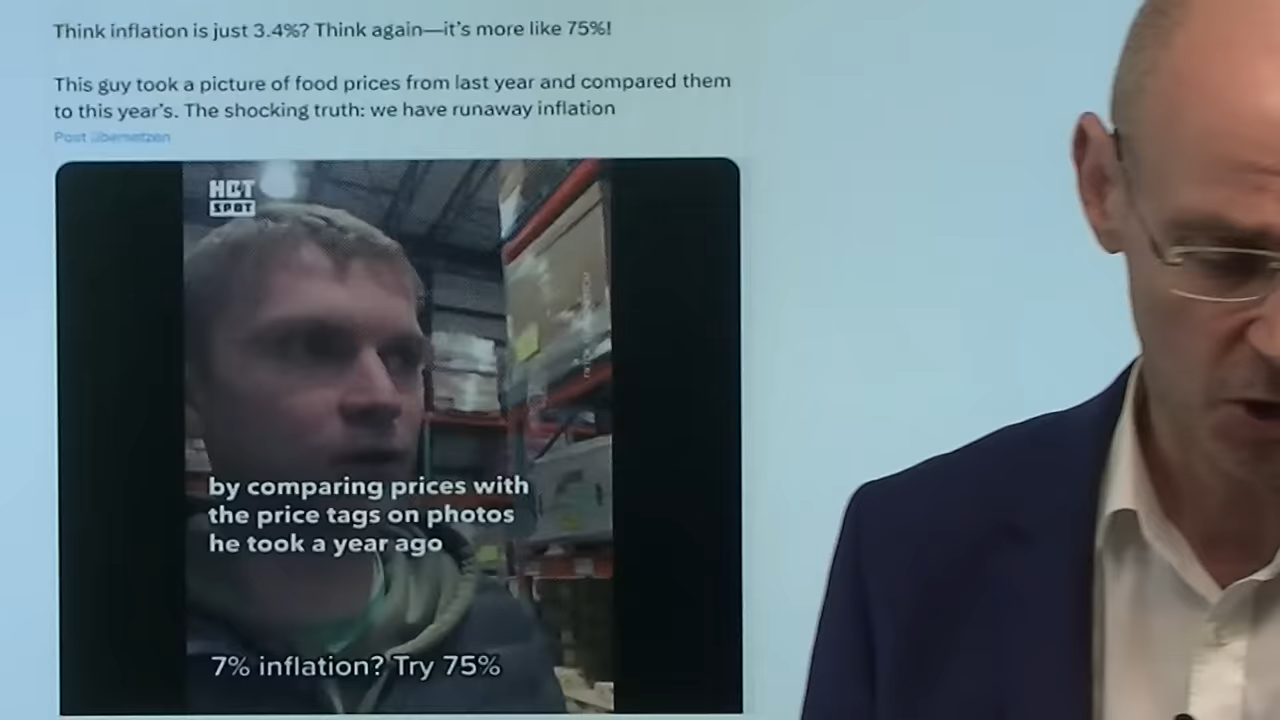 Think inflation is just 3.4%? Think again—it's more like 75%!
This guy took a picture of food prices from last year and compared them
to this year's. The shocking truth: we have runaway inflation
Post übersetzen
HOT
SPOT
by comparing prices with
the price tags on photos
he took a year ago
7% inflation? Try 75%